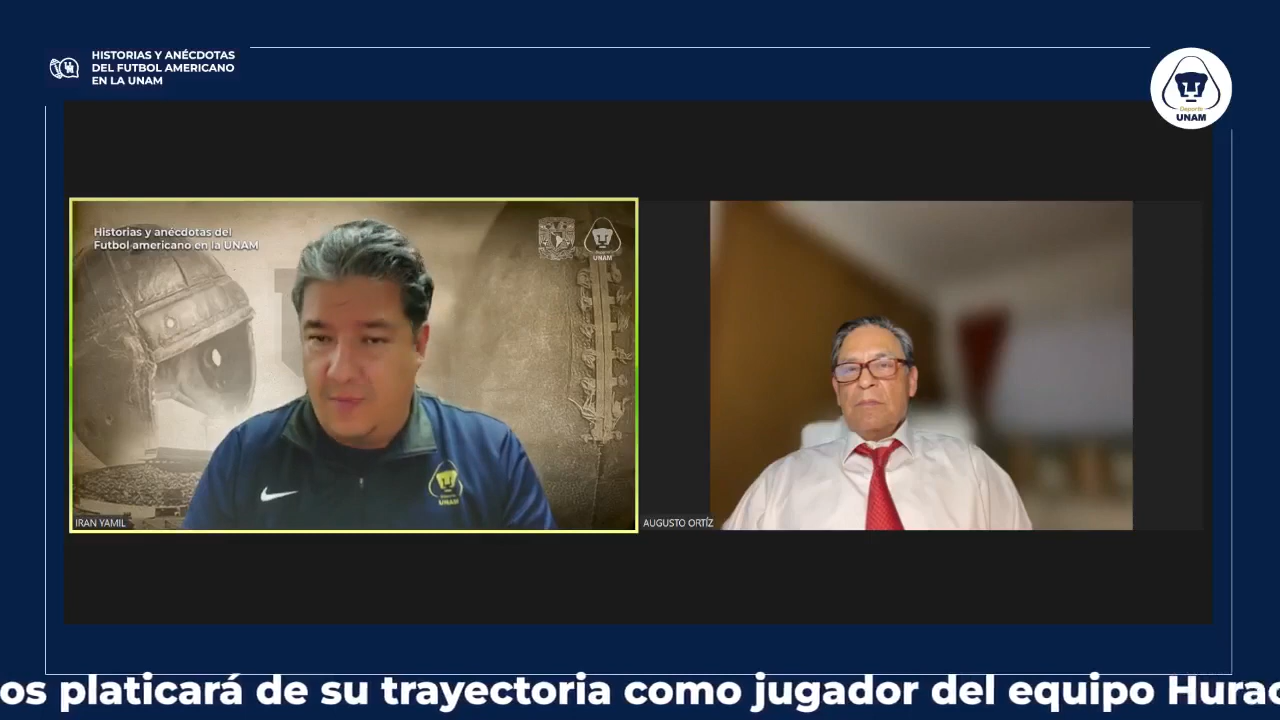 HISTORIAS Y ANÉCDOTAS
DEL FUTBOL AMERICANO
EN LA UNAM
Deporte
UNAM
Historias y anécdotas del
Futbol americano en la UNAM
UNAM
UNAM
IRAN YAMIL
AUGUSTO ORTÍZ
os platicará de su trayectoria como jugador del equipo Hurac